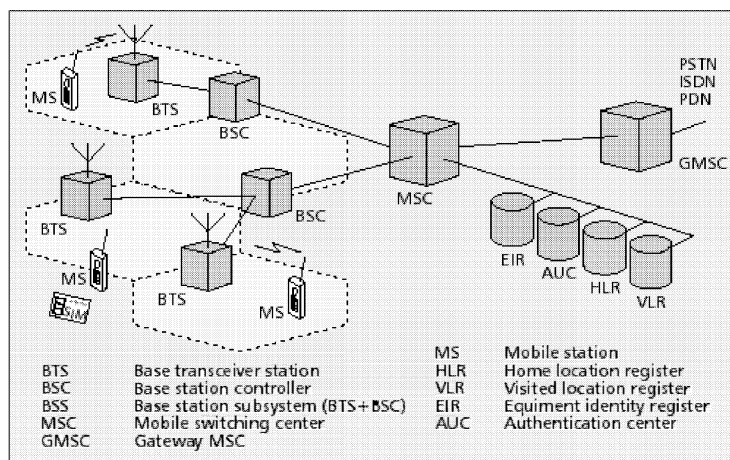 PSTN
ISDN
PDN
MS
BTS
BSC
GMSC
MSC
BTS
BSC
EIR
AUC
HLR
VLR
MS
SIM
BTS
MS
BTS Base transceiver station
BSC Base station controller
BSS Base station subsystem (BTS+BSC)
MSC Mobile switching center
GMSC Gateway MSC
MS Mobile station
HLR Home location register
VLR Visited location register
EIR Equiment identity register
AUC Authentication center